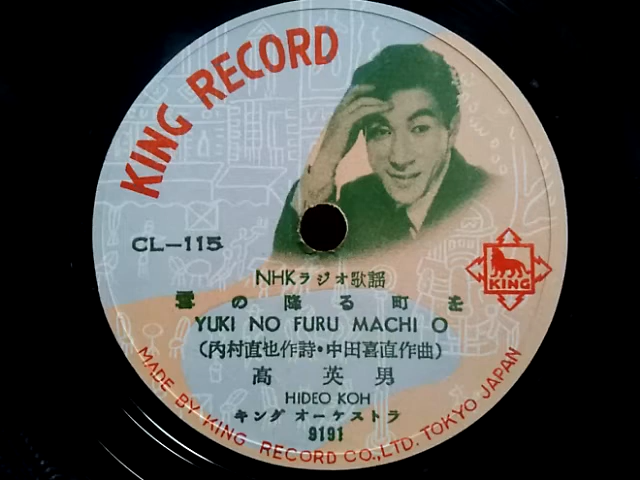 KING RECORD
CL-115
KING
NHKラジオ歌謡
雪の降る町を
YUKI NO FURU MACHI O
(内村直也作詩・中田喜直作曲)
高英男
HIDEO KOH
キングオーケストラ
9191
MADE BY KING RECORD CO., LTD. TOKYO JAPAN